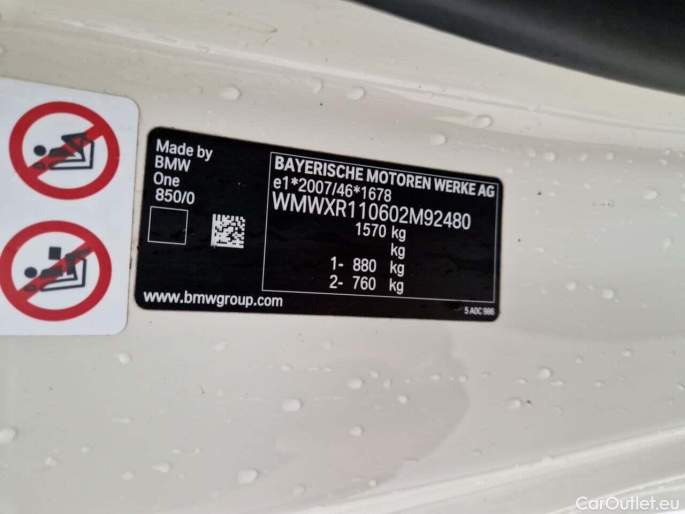 Made by
BMW
One
850/0
www.bmwgroup.com
BAYERISCHE MOTOREN WERKE AG
e1*2007/46*1678
WMWXR110602M92480
1570 kg
kg
1- 880 kg
2- 760 kg
5 A0C 986
CarOutlet.eu